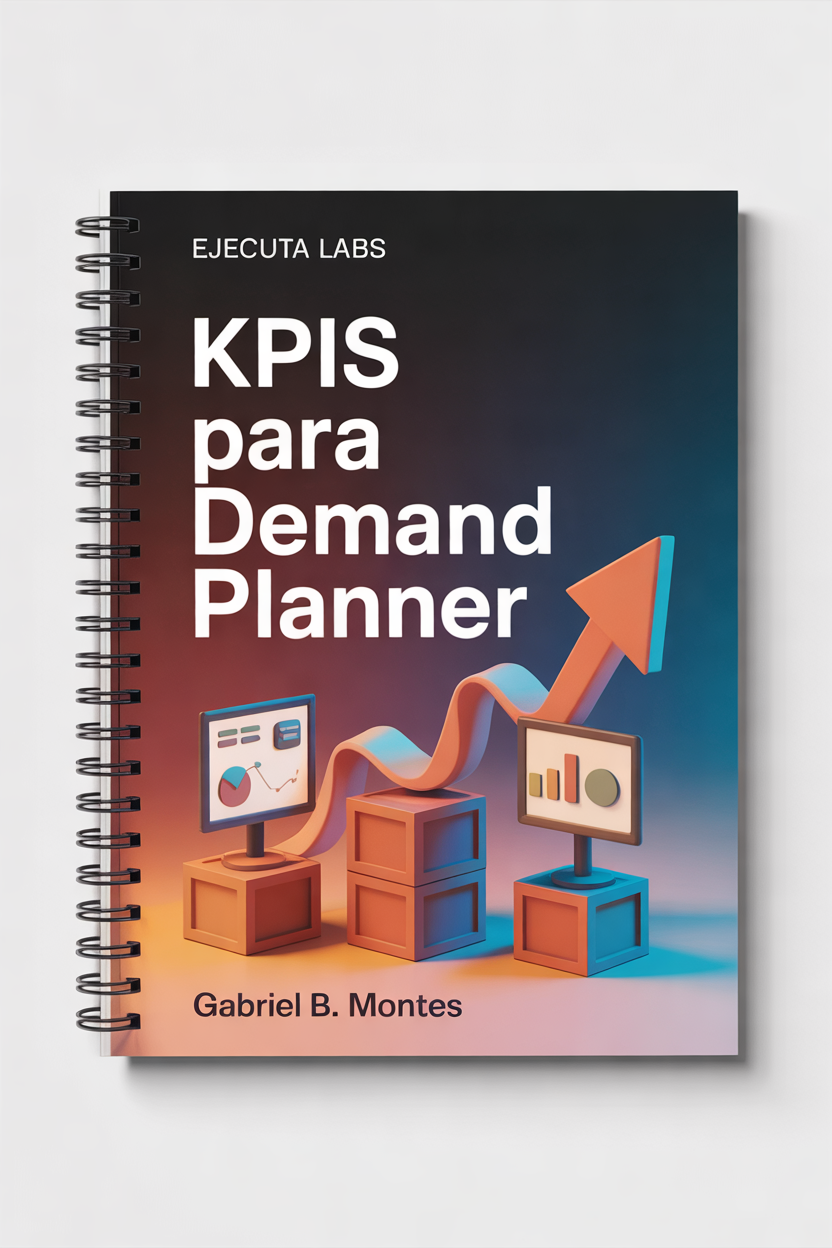 EJECUTA LABS
KPIS
para
Demand
Planner
Gabriel B. Montes